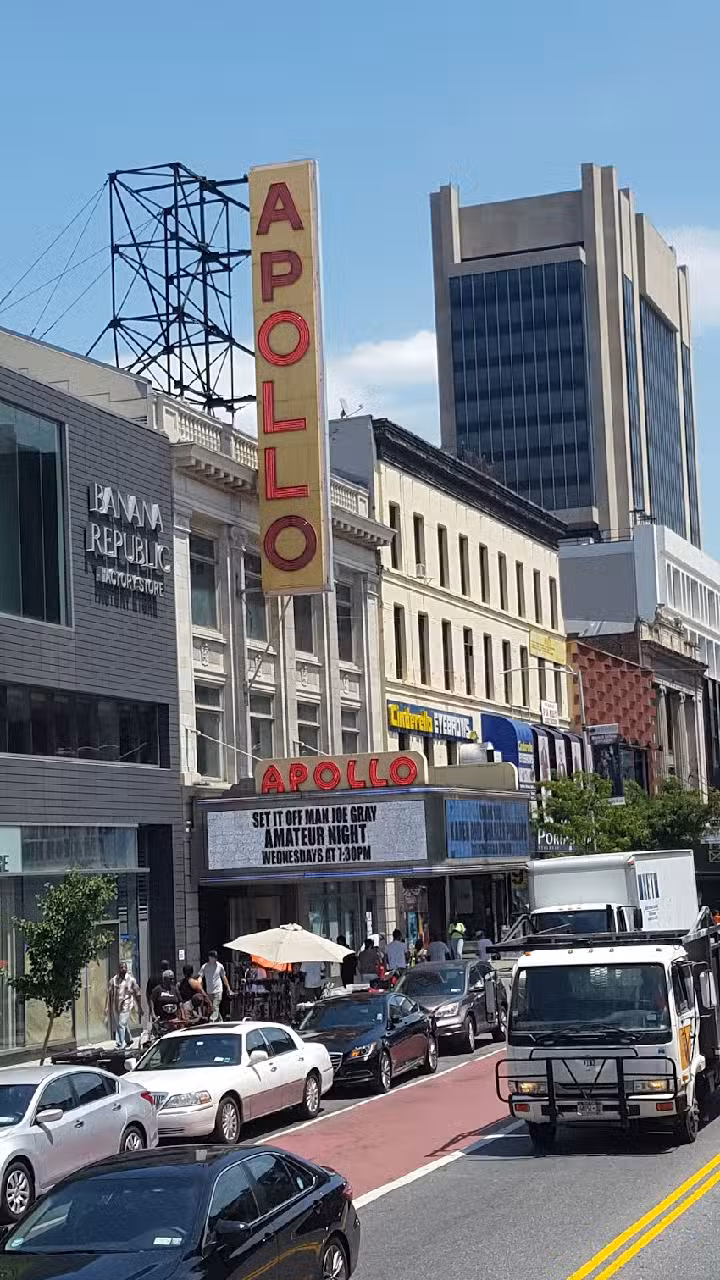 APOLLO
BANANA
REPUBLIC
FACTORY STORE
Cinderella EYEBROWS
APOLLO
SET IT OFF MAN JOE GRAY
AMATEUR NIGHT
WEDNESDAYS AT 7:30PM